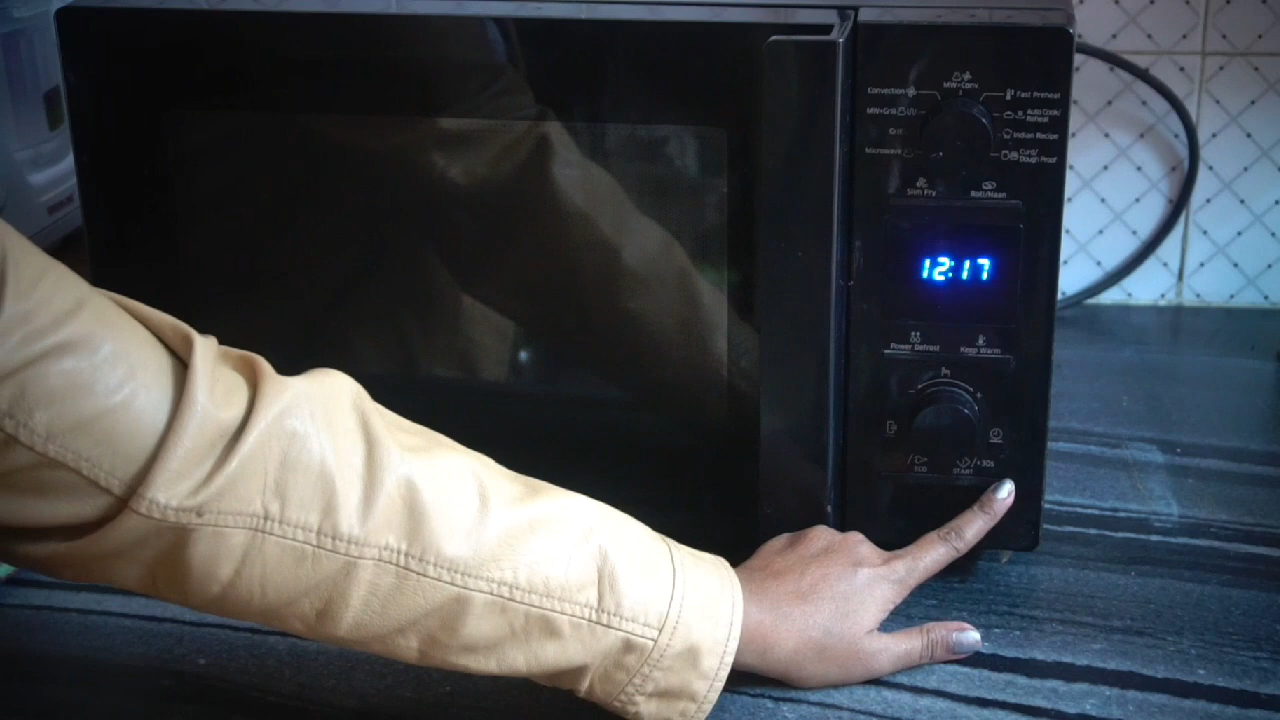 MW+Conv
Convection
Fast Preheat
MW+Grill
Auto Cook/
Reheat
Grill
Indian Recipe
Microwave
Curd/
Dough Proof
Slim Fry
Roti/Naan
12:17
Power Defrost
Keep Warm
- +
/ /+30s
ECO START